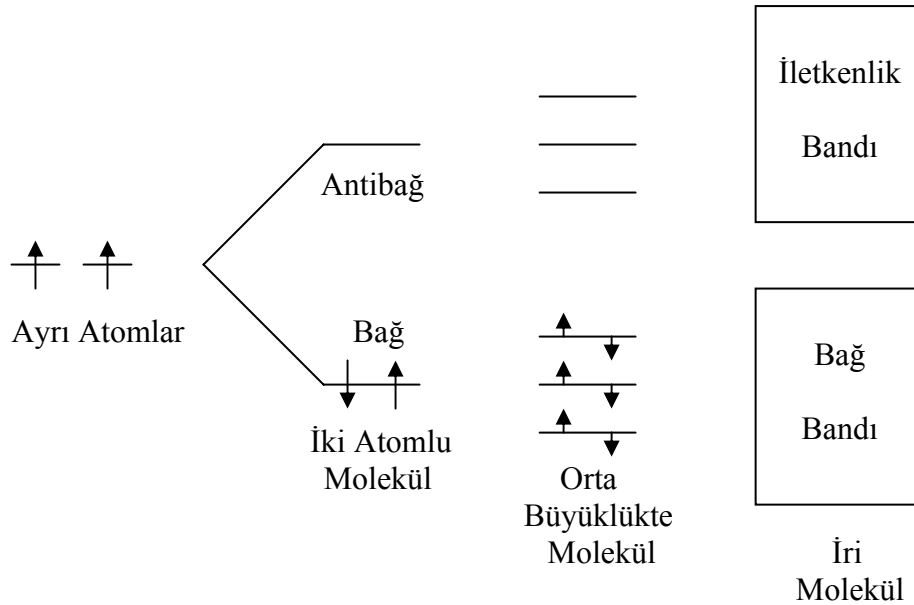 İletkenlik
Bandı
Antibağ
Ayrı Atomlar
Bağ
İki Atomlu
Molekül
Orta
Büyüklükte
Molekül
Bağ
Bandı
İri
Molekül